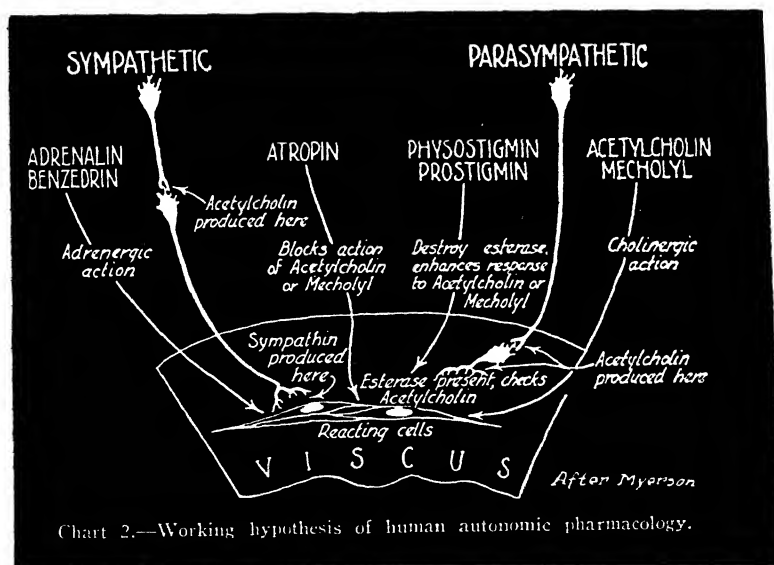 SYMPATHETIC
PARASYMPATHETIC
ADRENALIN
BENZEDRIN
ATROPIN
PHYSOSTIGMIN
PROSTIGMIN
ACETYLCHOLIN
MECHOLYL
Acetylcholin
produced here
Adrenergic
action
Blocks action
of Acetylcholin
or Mecholyl
Destroy esterase,
enhances response
to Acetylcholin or
Mecholyl
Cholinergic
action
Sympathin
produced
here
Esterase present, checks
Acetylcholin
Acetylcholin
produced here
Reacting cells
VISCUS
After Myerson
Chart 2.—Working hypothesis of human autonomic pharmacology.